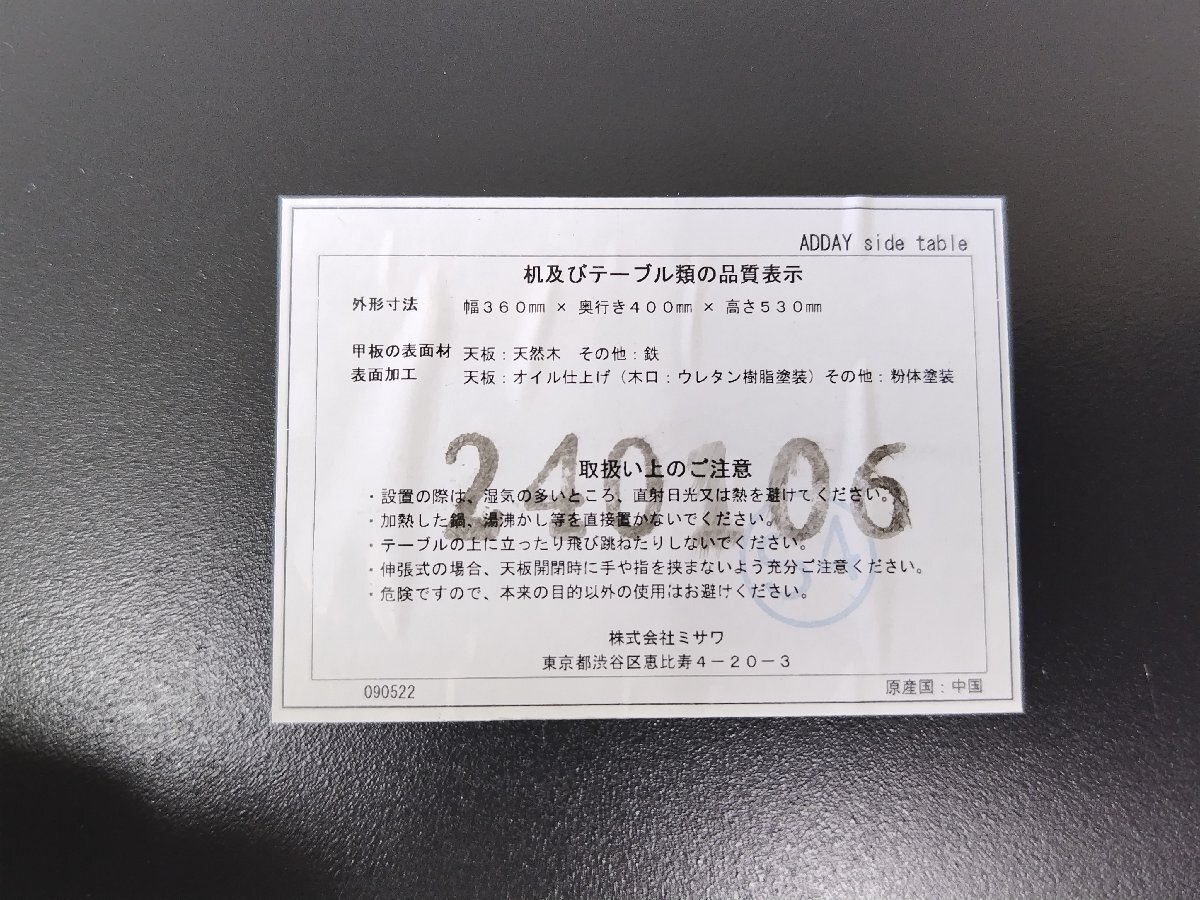 ADDAY side table
机及びテーブル類の品質表示
外形寸法 幅360㎜ × 奥行き400㎜ × 高さ530㎜
甲板の表面材 天板：天然木 その他：鉄
表面加工 天板：オイル仕上げ（木口：ウレタン樹脂塗装）その他：粉体塗装
240106
取扱い上のご注意
・設置の際は、湿気の多いところ、直射日光又は熱を避けてください。
・加熱した鍋、湯沸かし等を直接置かないでください。
・テーブルの上に立ったり飛び跳ねたりしないでください。
・伸張式の場合、天板開閉時に手や指を挟まないよう充分ご注意ください。
・危険ですので、本来の目的以外の使用はお避けください。
株式会社ミサワ
東京都渋谷区恵比寿4－20－3
090522
原産国：中国